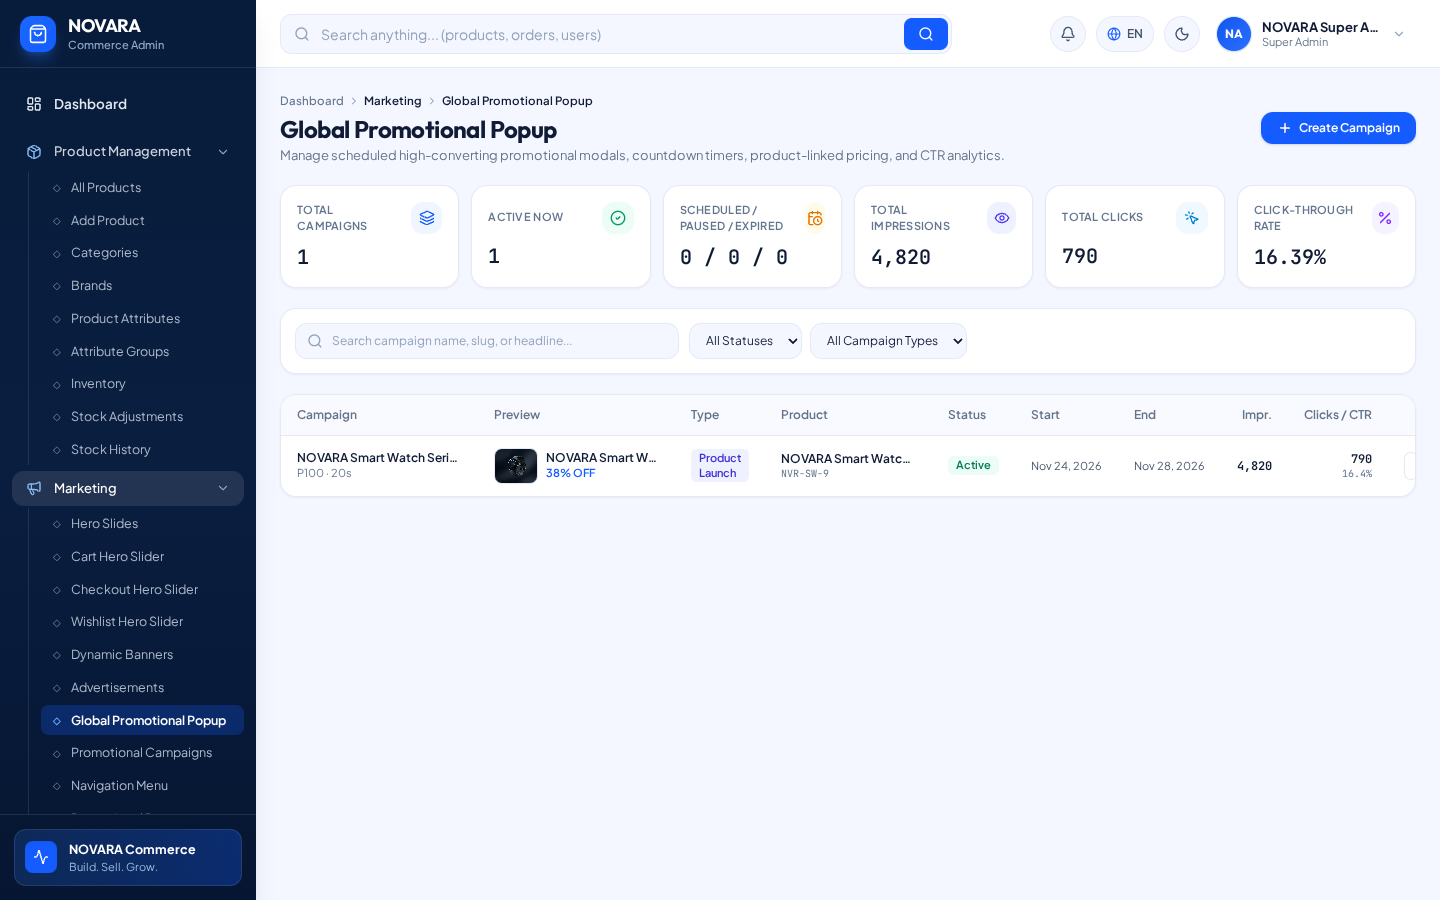 NOVARA
Commerce Admin
Search anything... (products, orders, users)
EN
NA
NOVARA Super A...
Super Admin
Dashboard
Product Management
All Products
Add Product
Categories
Brands
Product Attributes
Attribute Groups
Inventory
Stock Adjustments
Stock History
Marketing
Hero Slides
Cart Hero Slider
Checkout Hero Slider
Wishlist Hero Slider
Dynamic Banners
Advertisements
Global Promotional Popup
Promotional Campaigns
Navigation Menu
NOVARA Commerce
Build. Sell. Grow.
Dashboard > Marketing > Global Promotional Popup
Global Promotional Popup
Manage scheduled high-converting promotional modals, countdown timers, product-linked pricing, and CTR analytics.
Create Campaign
TOTAL
CAMPAIGNS
1
ACTIVE NOW
1
SCHEDULED /
PAUSED / EXPIRED
0 / 0 / 0
TOTAL
IMPRESSIONS
4,820
TOTAL CLICKS
790
CLICK-THROUGH
RATE
16.39%
Search campaign name, slug, or headline...
All Statuses
All Campaign Types
Campaign Preview Type Product Status Start End Impr. Clicks / CTR
NOVARA Smart Watch Seri...
P100 · 20s
NOVARA Smart W...
38% OFF
Product
Launch
NOVARA Smart Watc...
NVR-SW-9
Active
Nov 24, 2026
Nov 28, 2026
4,820
790
16.4%